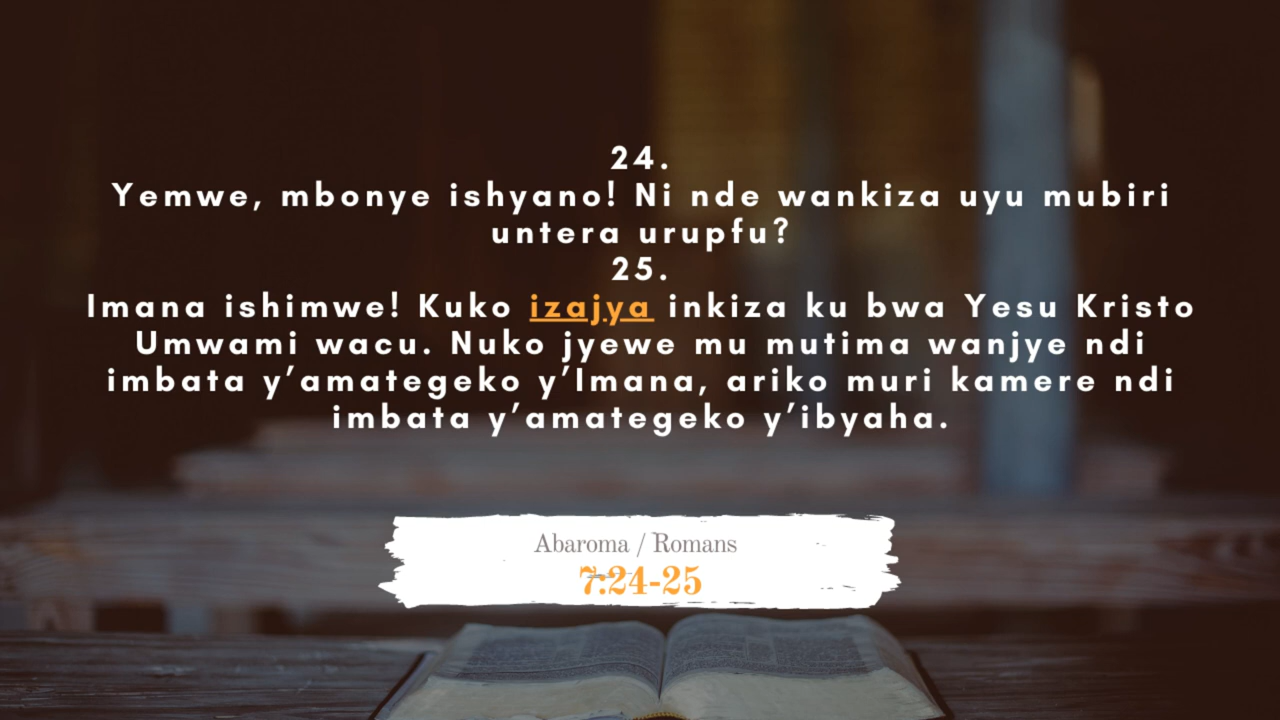 24.
Yemwe, mbonye ishyano! Ni nde wankiza uyu mubiri
untera urupfu?
25.
Imana ishimwe! Kuko izajya inkiza ku bwa Yesu Kristo
Umwami wacu. Nuko jyewe mu mutima wanjye ndi
imbata y’amategeko y’Imana, ariko muri kamere ndi
imbata y’amategeko y’ibyaha.
Abaroma / Romans
7:24-25